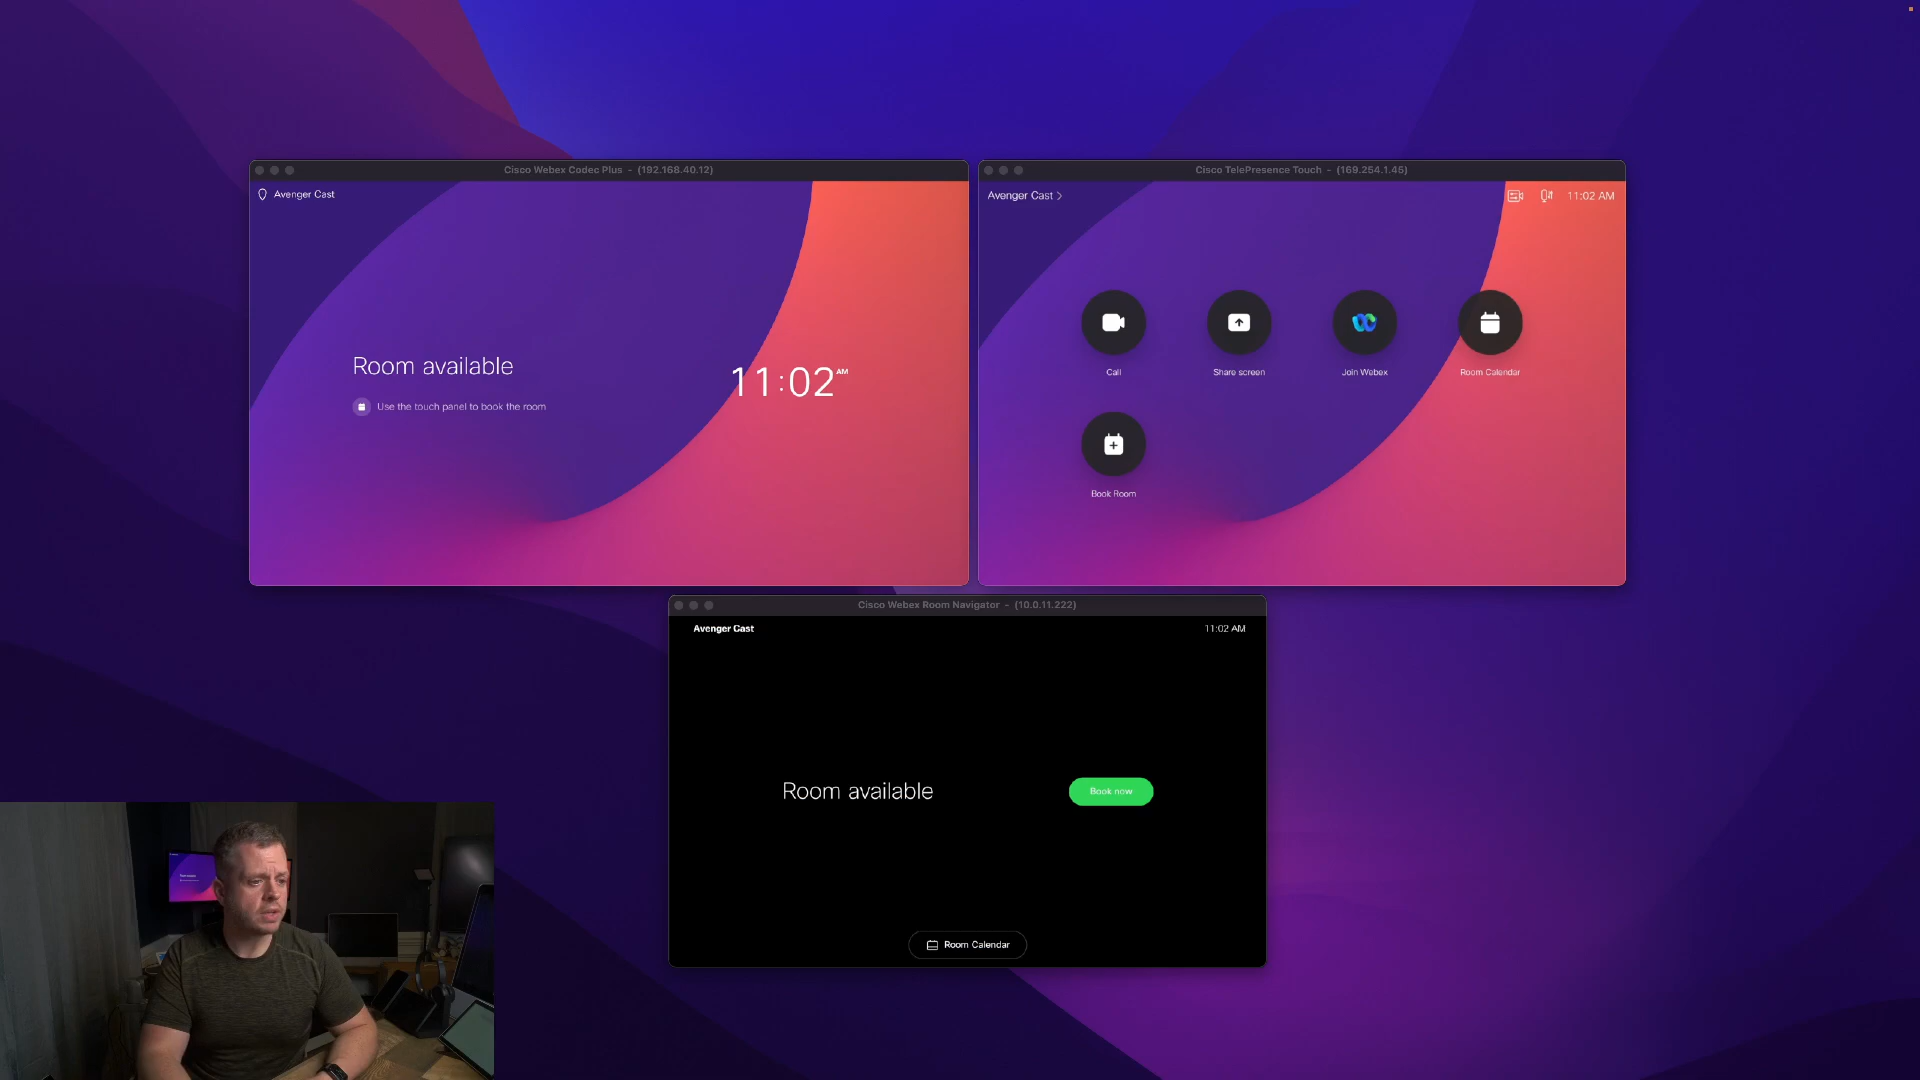 Cisco Webex Codec Plus - (192.168.40.12)
Avenger Cast
Room available
Use the touch panel to book the room
11:02 AM
Cisco TelePresence Touch - (169.254.1.45)
Avenger Cast
11:02 AM
Call
Share screen
Join Webex
Room Calendar
Book Room
Cisco Webex Room Navigator - (10.0.11.222)
Avenger Cast
11:02 AM
Room available
Book now
Room Calendar